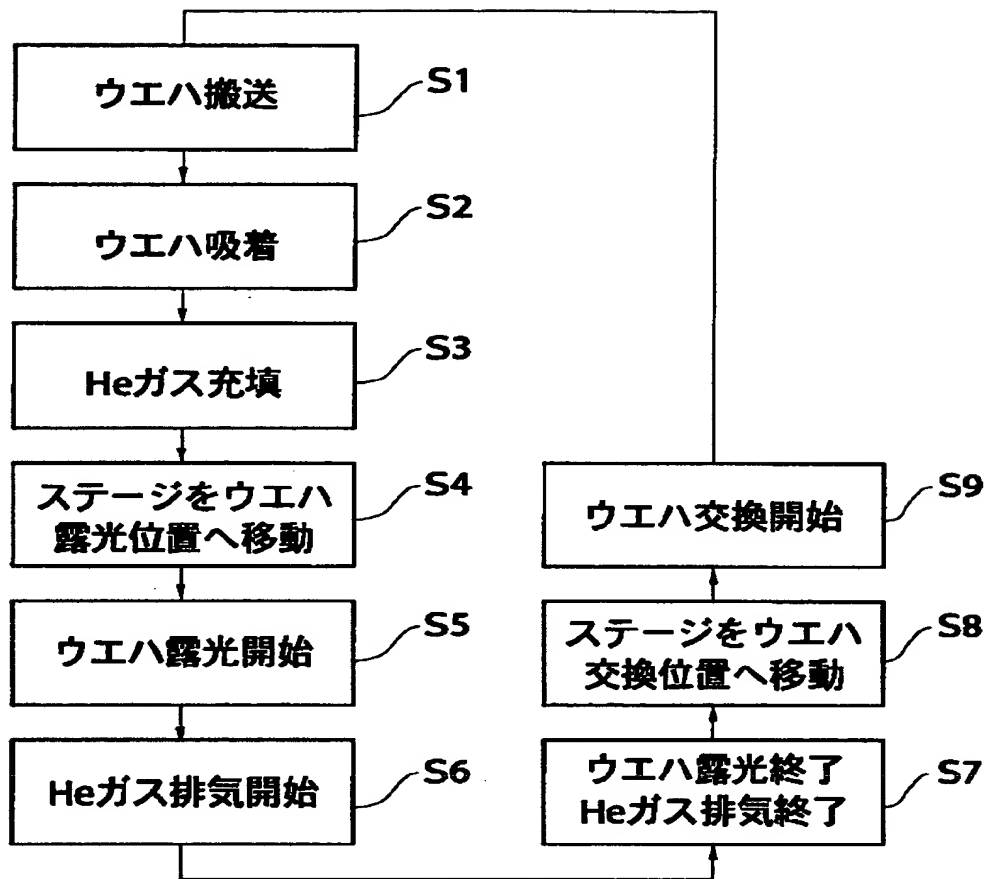 ウエハ搬送
S1
ウエハ吸着
S2
Heガス充填
S3
ステージをウエハ
露光位置へ移動
S4
ウエハ露光開始
S5
Heガス排気開始
S6
ウエハ露光終了
Heガス排気終了
S7
ステージをウエハ
交換位置へ移動
S8
ウエハ交換開始
S9